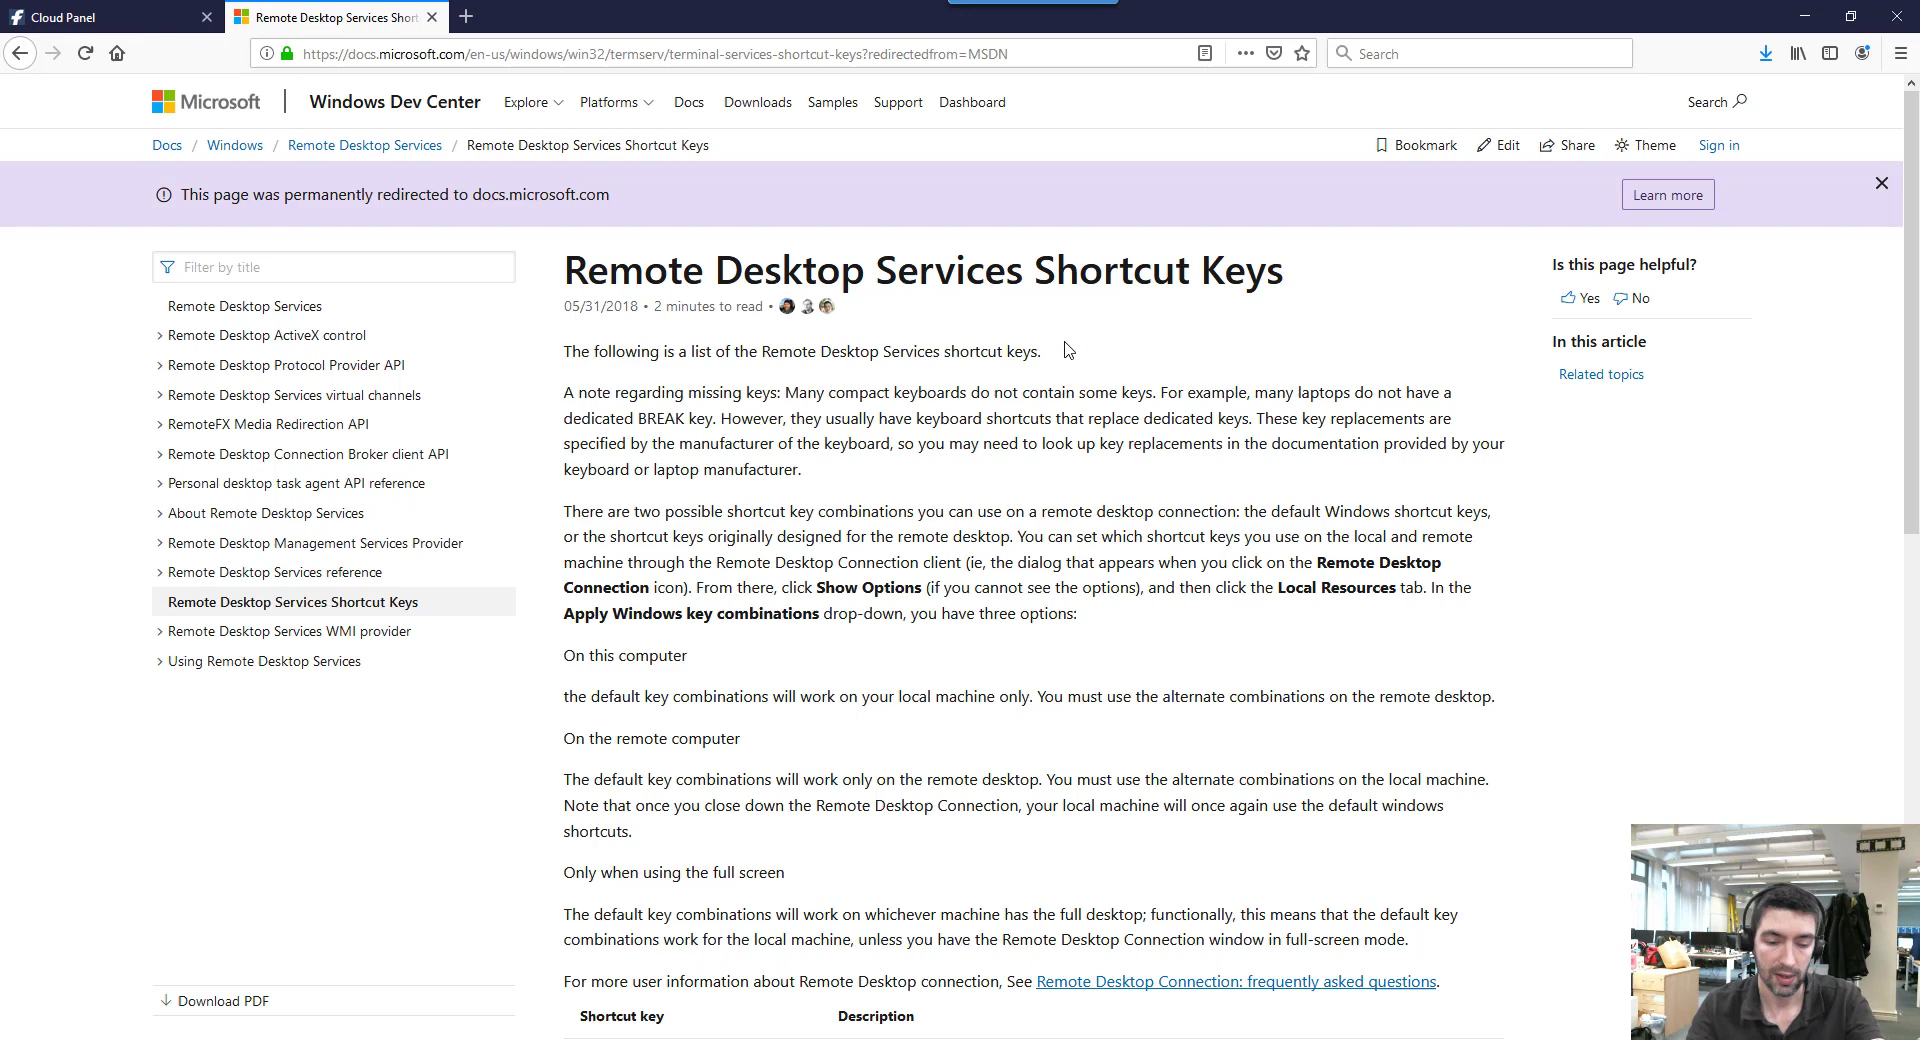 Cloud Panel
Remote Desktop Services Short
https://docs.microsoft.com/en-us/windows/win32/termserv/terminal-services-shortcut-keys?redirectedfrom=MSDN
Search
Microsoft
Windows Dev Center
Explore
Platforms
Docs
Downloads
Samples
Support
Dashboard
Search
Docs / Windows / Remote Desktop Services / Remote Desktop Services Shortcut Keys
Bookmark
Edit
Share
Theme
Sign in
This page was permanently redirected to docs.microsoft.com
Learn more
Filter by title
Remote Desktop Services
Remote Desktop ActiveX control
Remote Desktop Protocol Provider API
Remote Desktop Services virtual channels
RemoteFX Media Redirection API
Remote Desktop Connection Broker client API
Personal desktop task agent API reference
About Remote Desktop Services
Remote Desktop Management Services Provider
Remote Desktop Services reference
Remote Desktop Services Shortcut Keys
Remote Desktop Services WMI provider
Using Remote Desktop Services
Download PDF
Remote Desktop Services Shortcut Keys
05/31/2018 • 2 minutes to read •
The following is a list of the Remote Desktop Services shortcut keys.
A note regarding missing keys: Many compact keyboards do not contain some keys. For example, many laptops do not have a
dedicated BREAK key. However, they usually have keyboard shortcuts that replace dedicated keys. These key replacements are
specified by the manufacturer of the keyboard, so you may need to look up key replacements in the documentation provided by your
keyboard or laptop manufacturer.
There are two possible shortcut key combinations you can use on a remote desktop connection: the default Windows shortcut keys,
or the shortcut keys originally designed for the remote desktop. You can set which shortcut keys you use on the local and remote
machine through the Remote Desktop Connection client (ie, the dialog that appears when you click on the Remote Desktop
Connection icon). From there, click Show Options (if you cannot see the options), and then click the Local Resources tab. In the
Apply Windows key combinations drop-down, you have three options:
On this computer
the default key combinations will work on your local machine only. You must use the alternate combinations on the remote desktop.
On the remote computer
The default key combinations will work only on the remote desktop. You must use the alternate combinations on the local machine.
Note that once you close down the Remote Desktop Connection, your local machine will once again use the default windows
shortcuts.
Only when using the full screen
The default key combinations will work on whichever machine has the full desktop; functionally, this means that the default key
combinations work for the local machine, unless you have the Remote Desktop Connection window in full-screen mode.
For more user information about Remote Desktop connection, See Remote Desktop Connection: frequently asked questions.
Shortcut key
Description
Is this page helpful?
Yes
No
In this article
Related topics